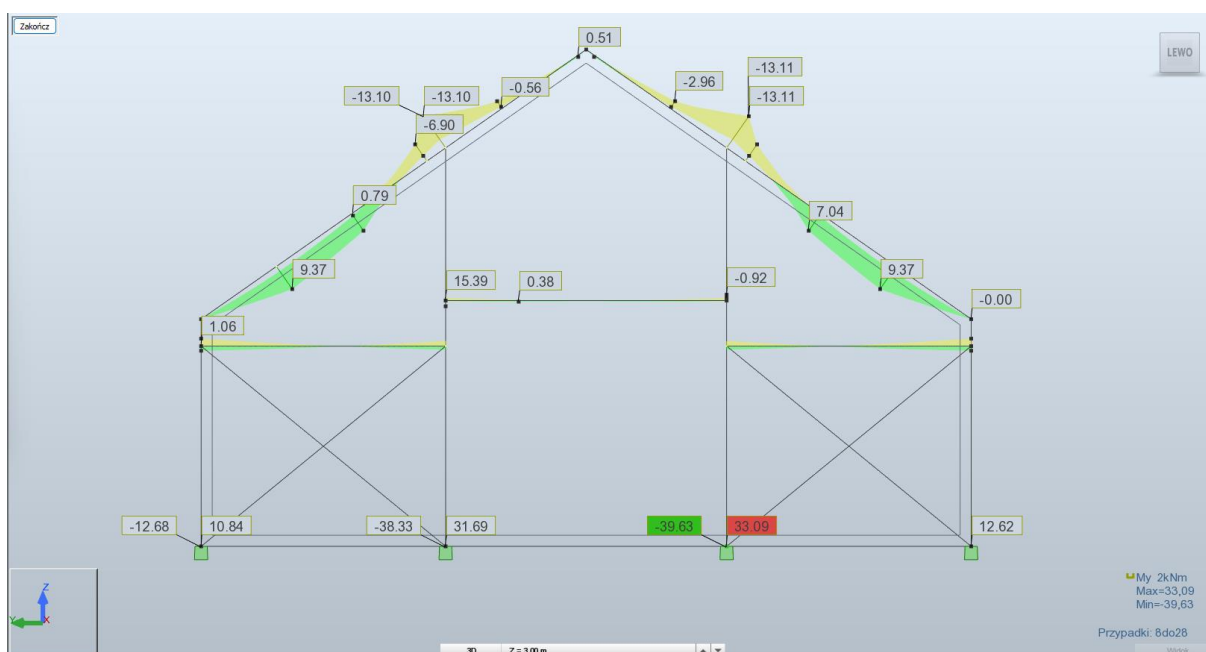 Zakończ
0.51
LEWO
-13.11
-0.56
-2.96
-13.10
-13.10
-13.11
-6.90
0.79
7.04
9.37
9.37
15.39
0.38
-0.92
-0.00
1.06
-12.68
10.84
-38.33
31.69
-39.63
33.09
12.62
My 2kNm
Max=33,09
Min=-39,63
Przypadki: 8do28
Z
Y
X
3D
Z = 3.00 m